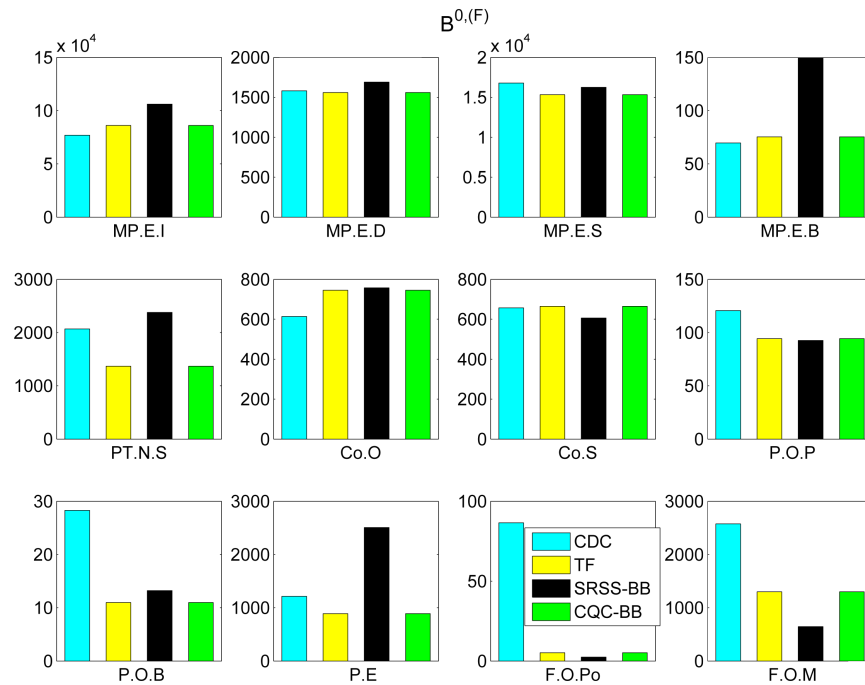 B^0,(F)
x 10^4
15
10
5
0
MP.E.I
2000
1500
1000
500
0
MP.E.D
x 10^4
2
1.5
1
0.5
0
MP.E.S
150
100
50
0
MP.E.B
3000
2000
1000
0
PT.N.S
800
600
400
200
0
Co.O
800
600
400
200
0
Co.S
150
100
50
0
P.O.P
30
20
10
0
P.O.B
3000
2000
1000
0
P.E
100
50
0
F.O.Po
CDC
TF
SRSS-BB
CQC-BB
3000
2000
1000
0
F.O.M